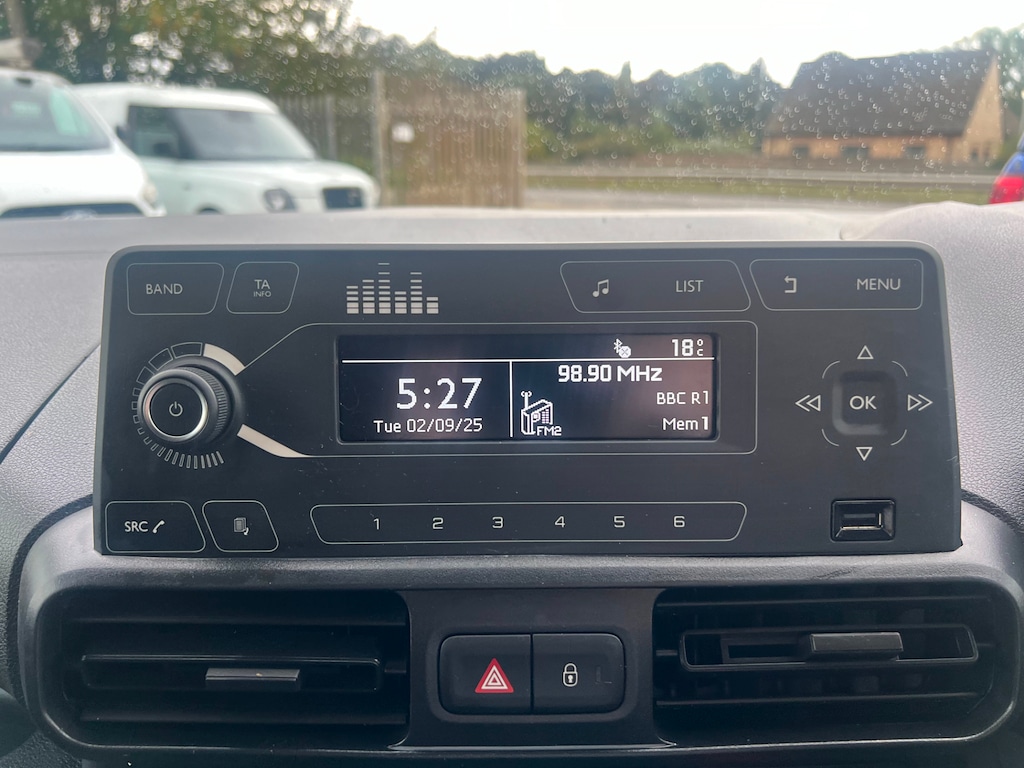 BAND
TA
INFO
LIST
MENU
18°C
5:27
Tue 02/09/25
98.90 MHz
BBC R1
FM2
Mem 1
OK
SRC
1 2 3 4 5 6